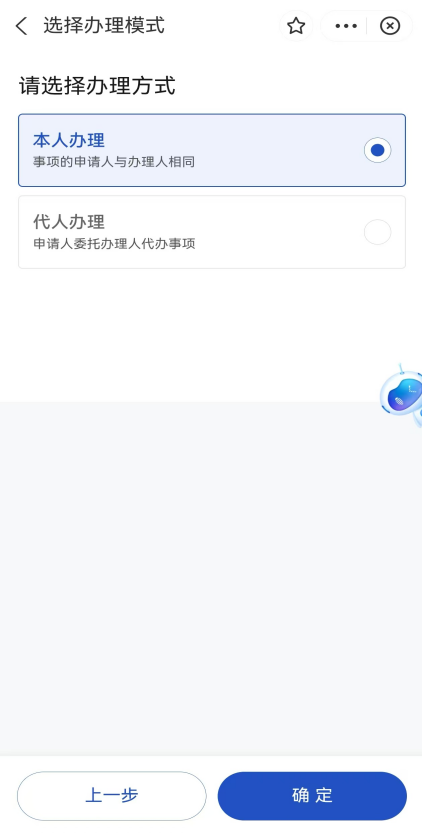 选择办理模式
请选择办理方式
本人办理
事项的申请人与办理人相同
代人办理
申请人委托办理人代办事项
上一步
确定